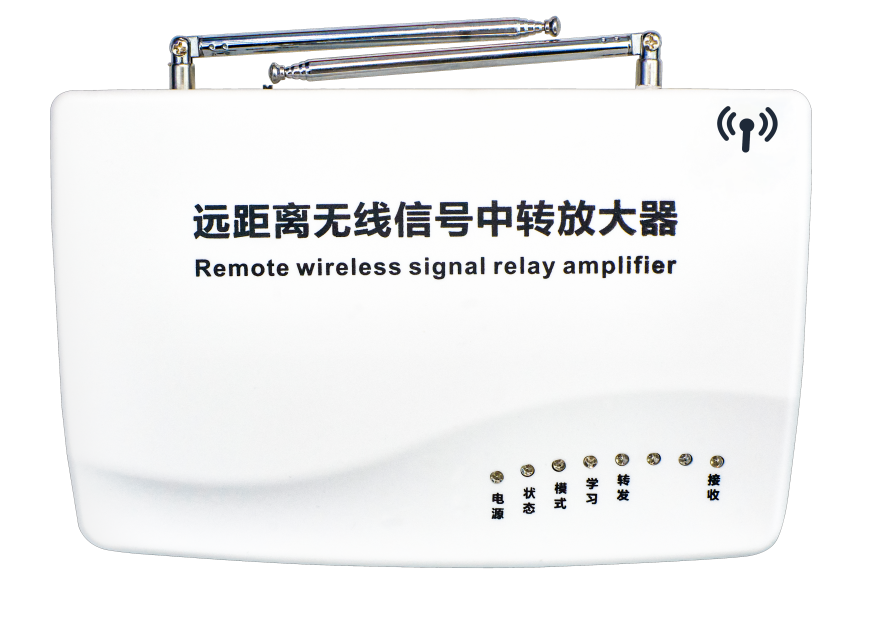 远距离无线信号中转放大器
Remote wireless signal relay amplifier
电源 状态 模式 学习 转发 接收